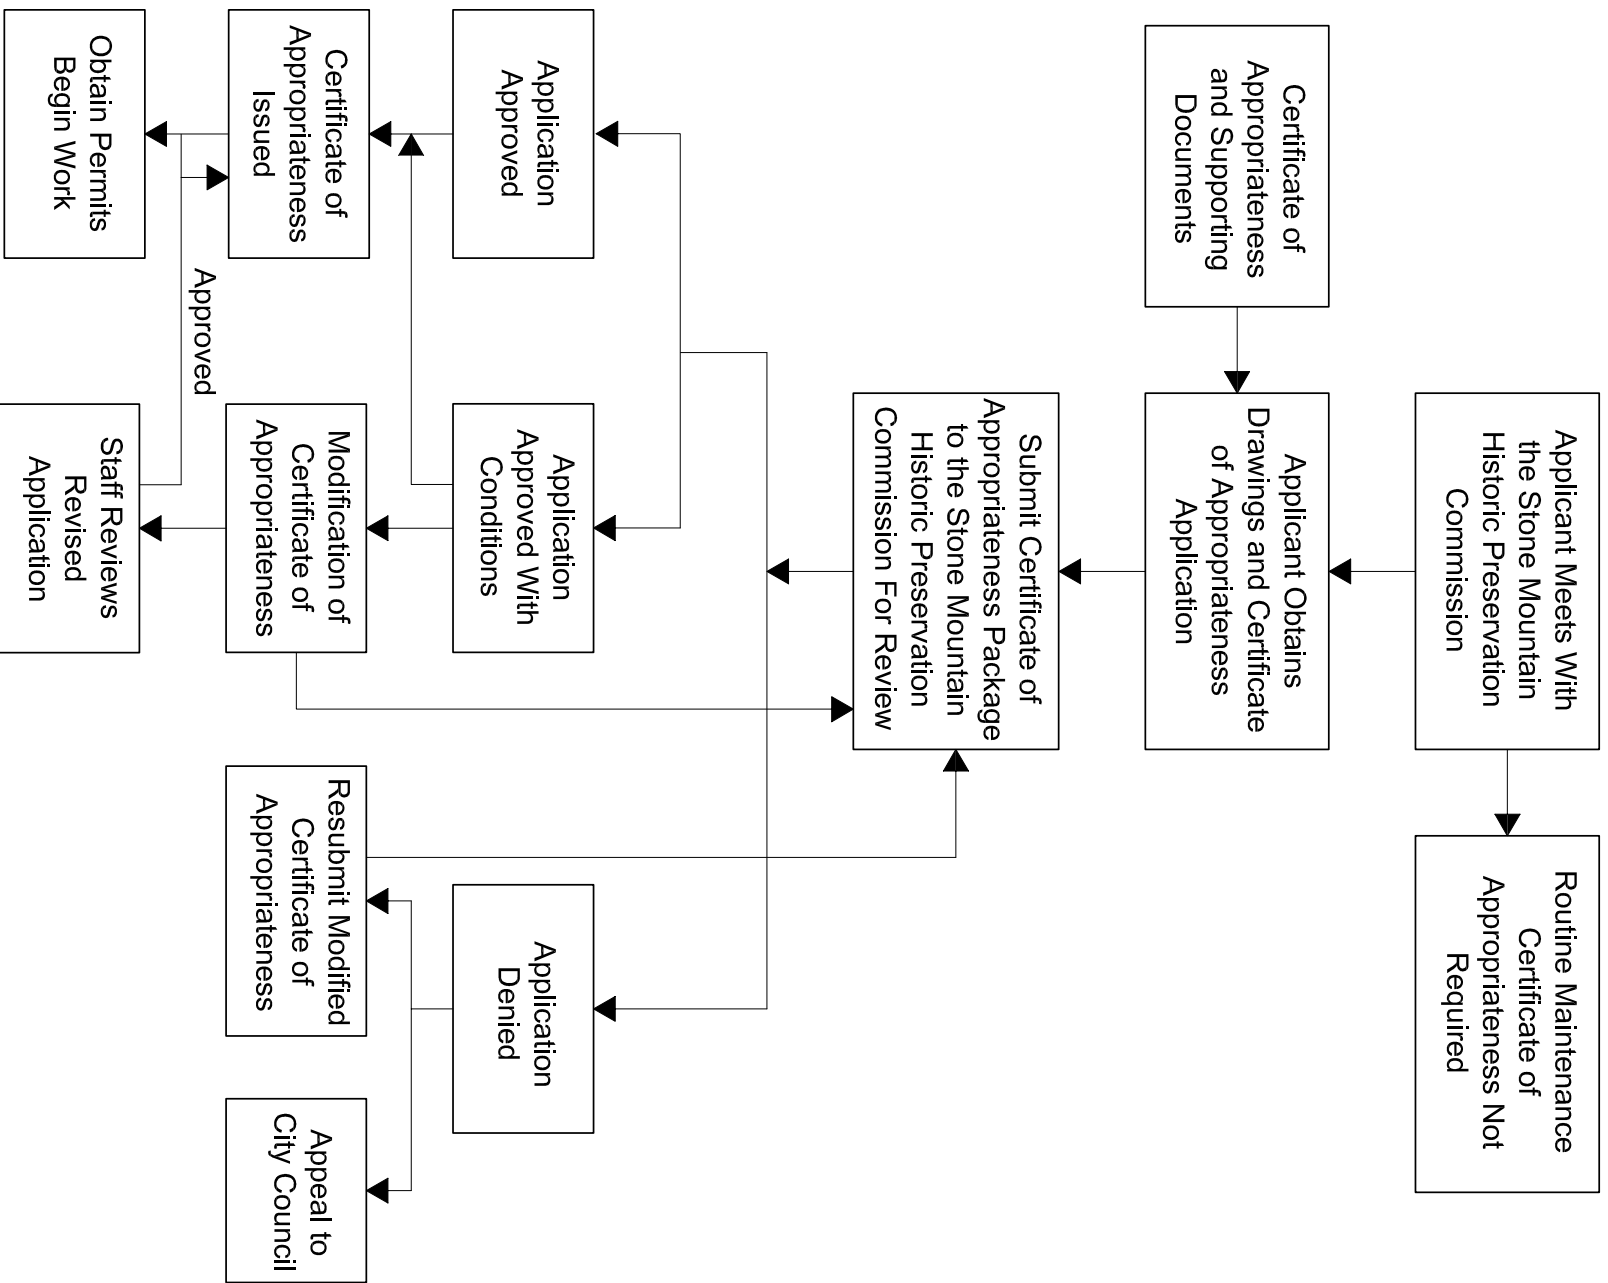 Applicant Meets With
the Stone Mountain
Historic Preservation
Commission
Routine Maintenance
Certificate of
Appropriateness Not
Required
Certificate of
Appropriateness
and Supporting
Documents
Applicant Obtains
Drawings and Certificate
of Appropriateness
Application
Submit Certificate of
Appropriateness Package
to the Stone Mountain
Historic Preservation
Commission For Review
Application
Approved
Application
Approved With
Conditions
Application
Denied
Certificate of
Appropriateness
Issued
Modification of
Certificate of
Appropriateness
Resubmit Modified
Certificate of
Appropriateness
Appeal to
City Council
Approved
Obtain Permits
Begin Work
Staff Reviews
Revised
Application